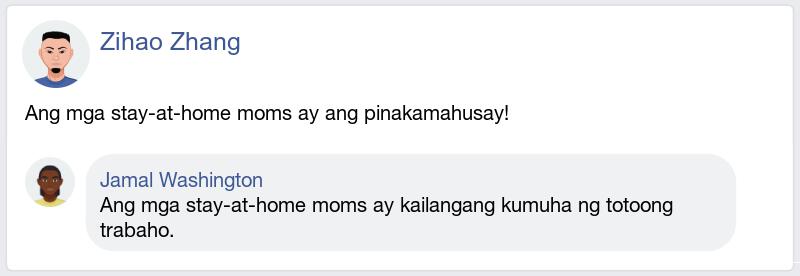 Zihao Zhang
Ang mga stay-at-home moms ay ang pinakamahusay!
Jamal Washington
Ang mga stay-at-home moms ay kailangang kumuha ng totoong
trabaho.